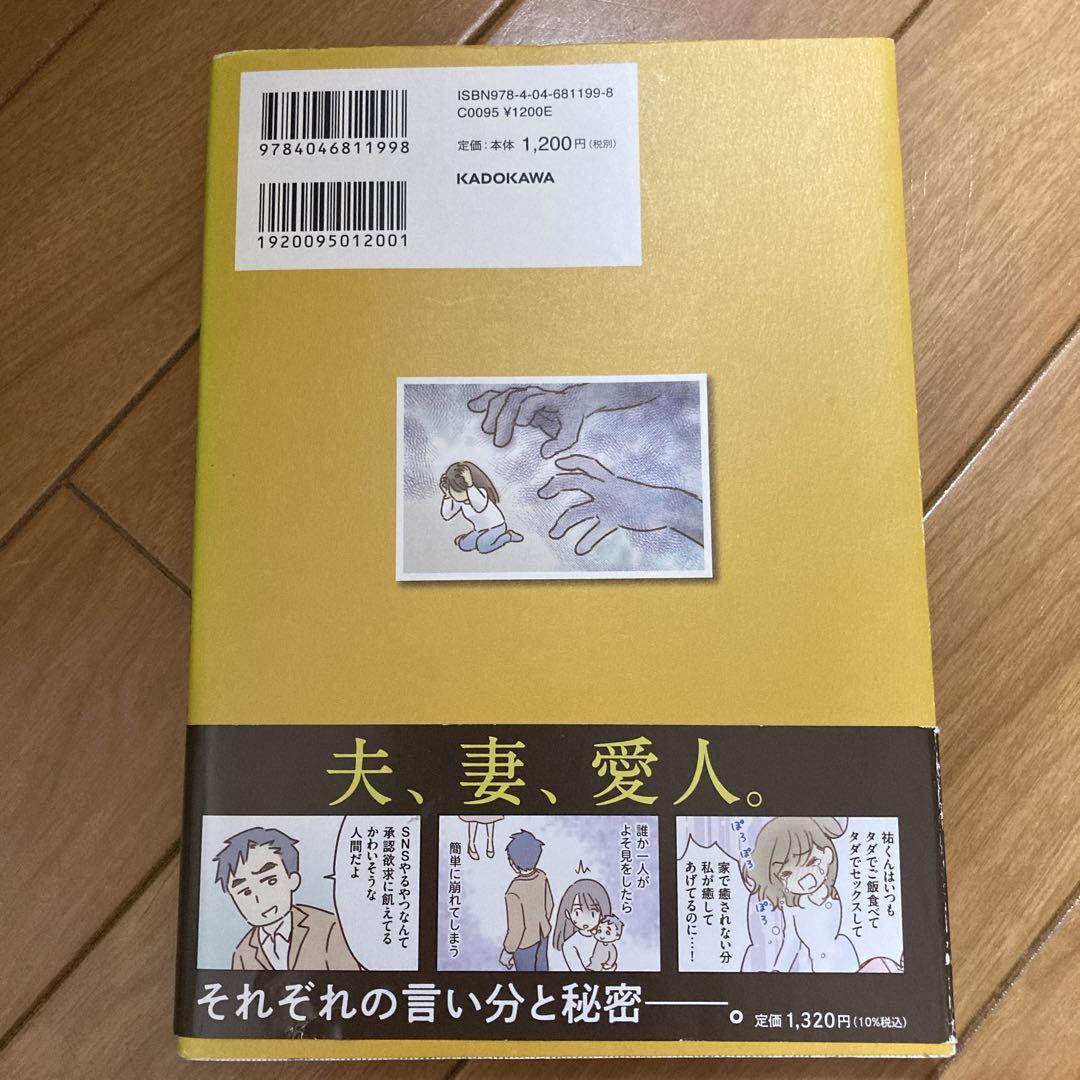 ISBN978-4-04-681199-8
C0095 ¥1200E
定価：本体 1,200円（税別）
KADOKAWA
9784046811998
1920095012001
夫、妻、愛人。
SNSやるやつなんて
承認欲求に飢えてる
かわいそうな
人間だよ
誰か一人が
よそ見をしたら
簡単に崩れてしまう
祐くんはいつも
タダでご飯食べて
タダでセックスして
家で癒されない分
私が癒して
あげてるのに……！
ぽろ
ぽろ
ぽろ
それぞれの言い分と秘密――。
定価 1,320円（10％税込）